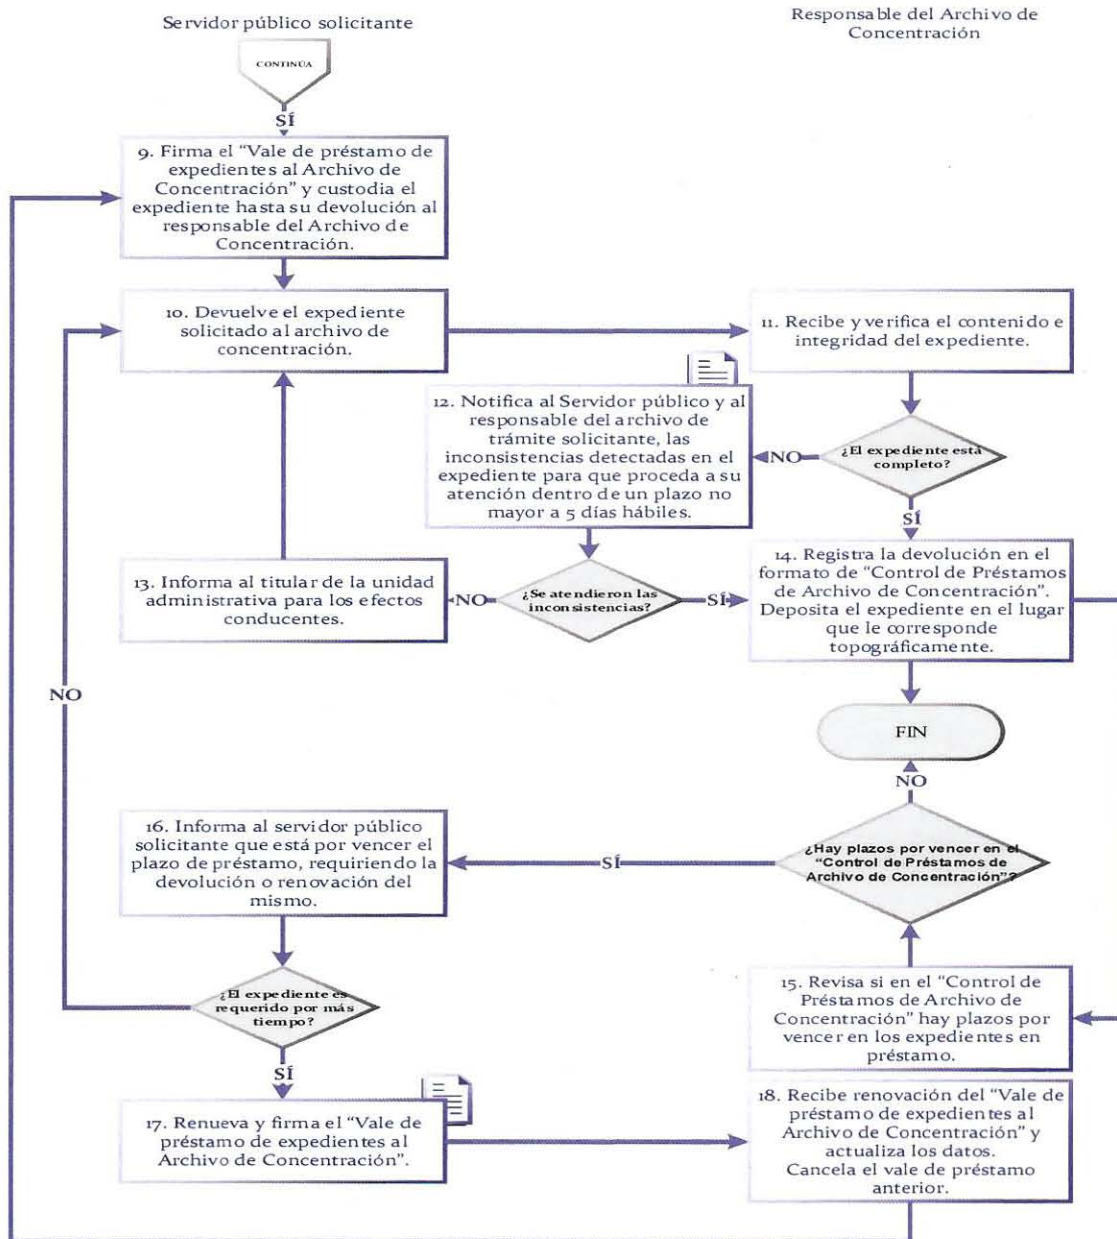 Servidor público solicitante
Responsable del Archivo de
Concentración
CONTINÚA
SÍ
9. Firma el “Vale de préstamo de
expedientes al Archivo de
Concentración” y custodia el
expediente hasta su devolución al
responsable del Archivo de
Concentración.
10. Devuelve el expediente
solicitado al archivo de
concentración.
11. Recibe y verifica el contenido e
integridad del expediente.
¿El expediente está
completo?
NO
12. Notifica al Servidor público y al
responsable del archivo de
trámite solicitante, las
inconsistencias detectadas en el
expediente para que proceda a su
atención dentro de un plazo no
mayor a 5 días hábiles.
SÍ
13. Informa al titular de la unidad
administrativa para los efectos
conducentes.
NO
¿Se atendieron las
inconsistencias?
SÍ
14. Registra la devolución en el
formato de “Control de Préstamos
de Archivo de Concentración”.
Deposita el expediente en el lugar
que le corresponde
topográficamente.
NO
FIN
NO
¿Hay plazos por vencer en el
“Control de Préstamos de
Archivo de Concentración”?
SÍ
16. Informa al servidor público
solicitante que está por vencer el
plazo de préstamo, requiriendo la
devolución o renovación del
mismo.
15. Revisa si en el “Control de
Préstamos de Archivo de
Concentración” hay plazos por
vencer en los expedientes en
préstamo.
¿El expediente es
requerido por más
tiempo?
SÍ
17. Renueva y firma el “Vale de
préstamo de expedientes al
Archivo de Concentración”.
18. Recibe renovación del “Vale de
préstamo de expedientes al
Archivo de Concentración” y
actualiza los datos.
Cancela el vale de préstamo
anterior.